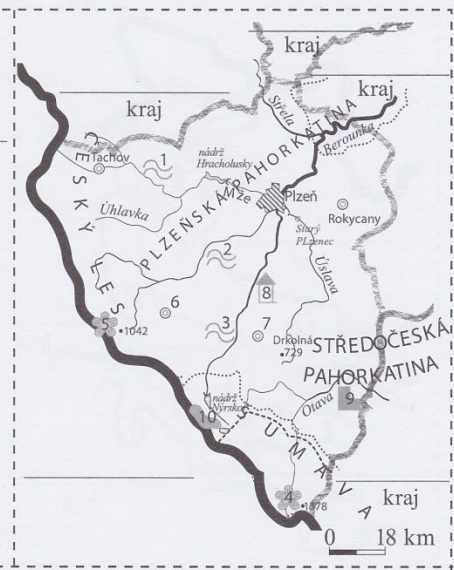 kraj
kraj
kraj
Střela
Berounka
ČESKÝ LES
Tachov
1
nádrž
Hracholusky
Mže
PLZEŇSKÁ PAHORKATINA
Plzeň
Rokycany
Úhlavka
Starý
PLzenec
Úslava
2
8
6
7
3
5
•1042
Drkolná
•729
STŘEDOČESKÁ
PAHORKATINA
nádrž
Nýrsko
10
Otava
9
ŠUMAVA
4
•1378
kraj
0 18 km